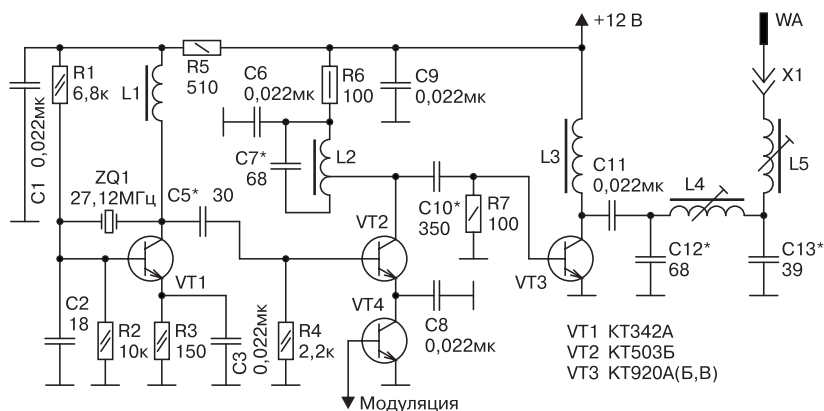 +12 В
WA
X1
R1
6,8к
L1
R5
510
C6
0,022мк
R6
100
C9
0,022мк
C1 0,022мк
ZQ1
27,12МГц
C5* 30
C7*
68
L2
L3
C11
0,022мк
L4
L5
VT1
VT2
C10*
350
R7
100
VT3
C12*
68
C13*
39
C2
18
R2
10к
R3
150
C3 0,022мк
R4
2,2к
VT4
C8
0,022мк
VT1 КТ342А
VT2 КТ503Б
VT3 КТ920А(Б,В)
Модуляция